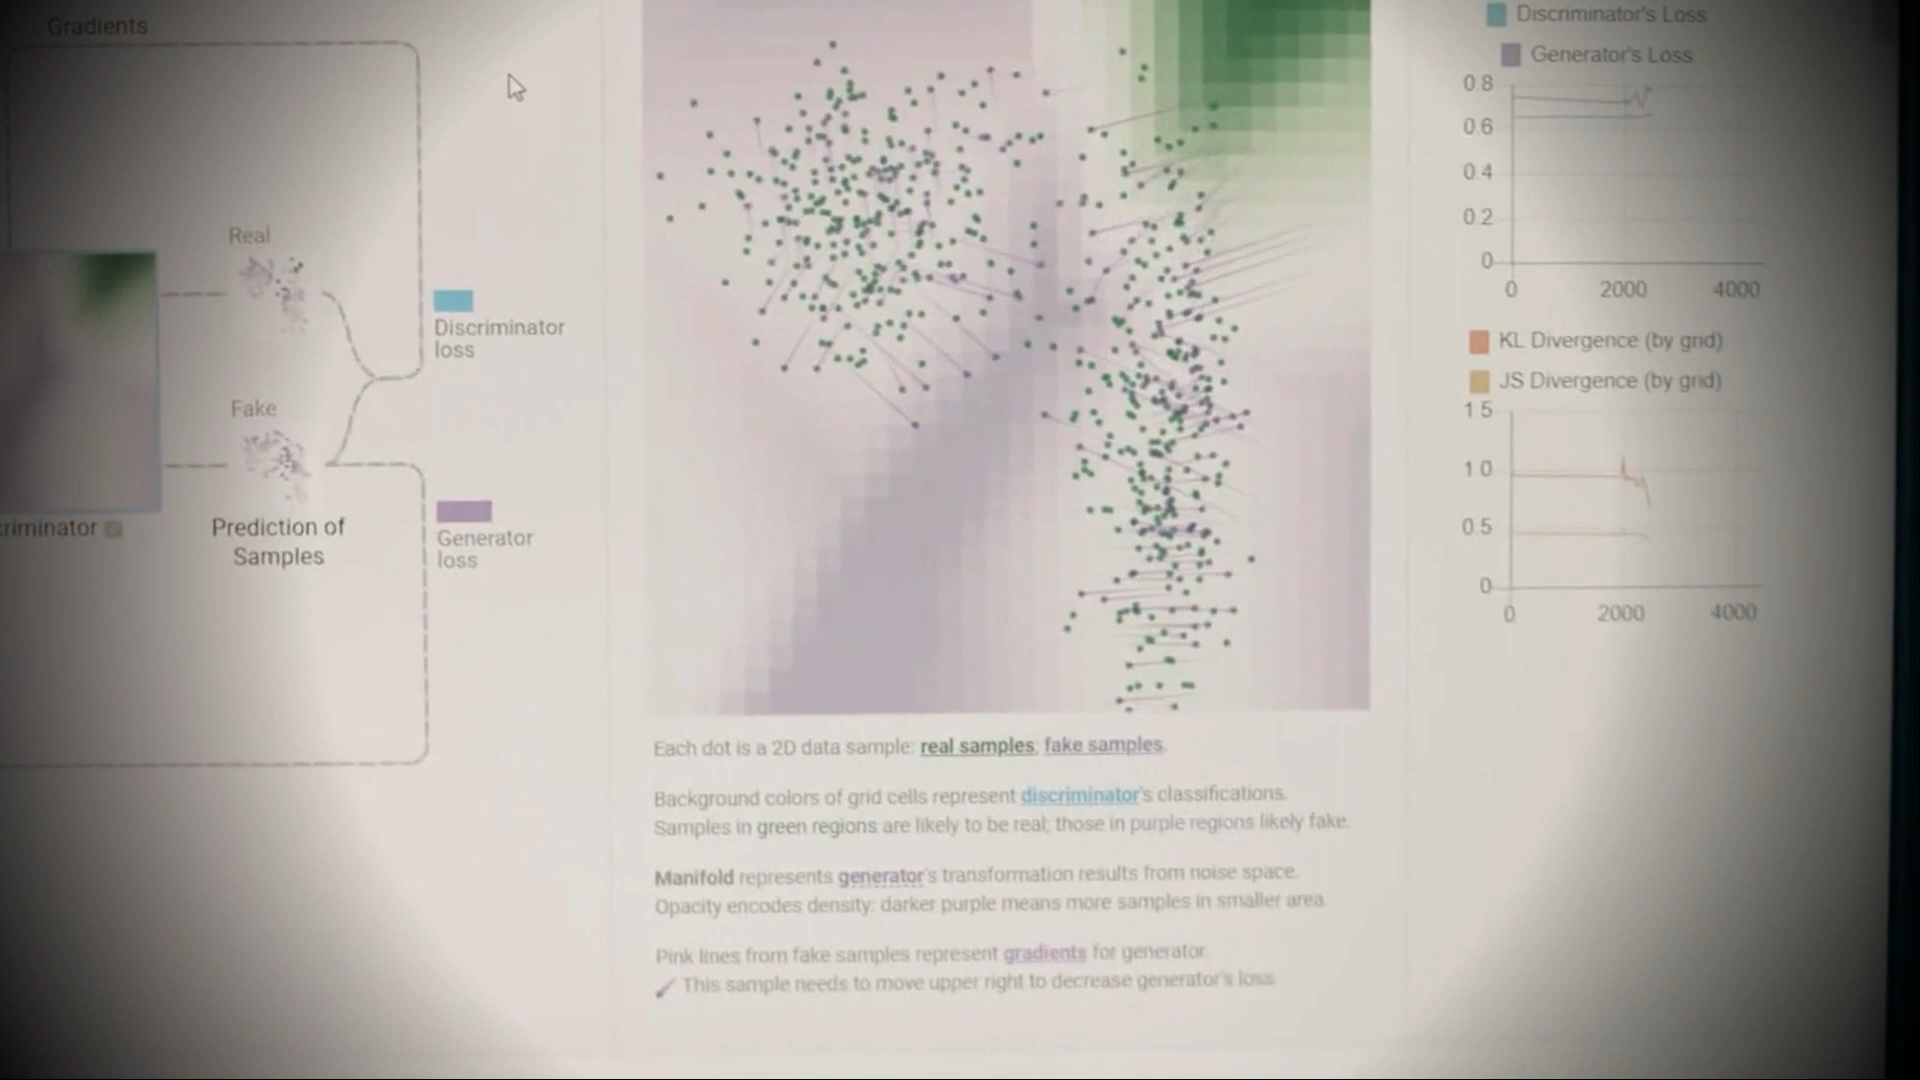 Gradients
Real
Fake
Discriminator
loss
Generator
loss
criminator
Prediction of
Samples
Each dot is a 2D data sample: real samples; fake samples.
Background colors of grid cells represent discriminator's classifications.
Samples in green regions are likely to be real; those in purple regions likely fake.
Manifold represents generator's transformation results from noise space.
Opacity encodes density: darker purple means more samples in smaller area.
Pink lines from fake samples represent gradients for generator.
This sample needs to move upper right to decrease generator's loss.
Discriminator's Loss
Generator's Loss
0.8
0.6
0.4
0.2
0
0 2000 4000
KL Divergence (by grid)
JS Divergence (by grid)
1.5
1.0
0.5
0
0 2000 4000